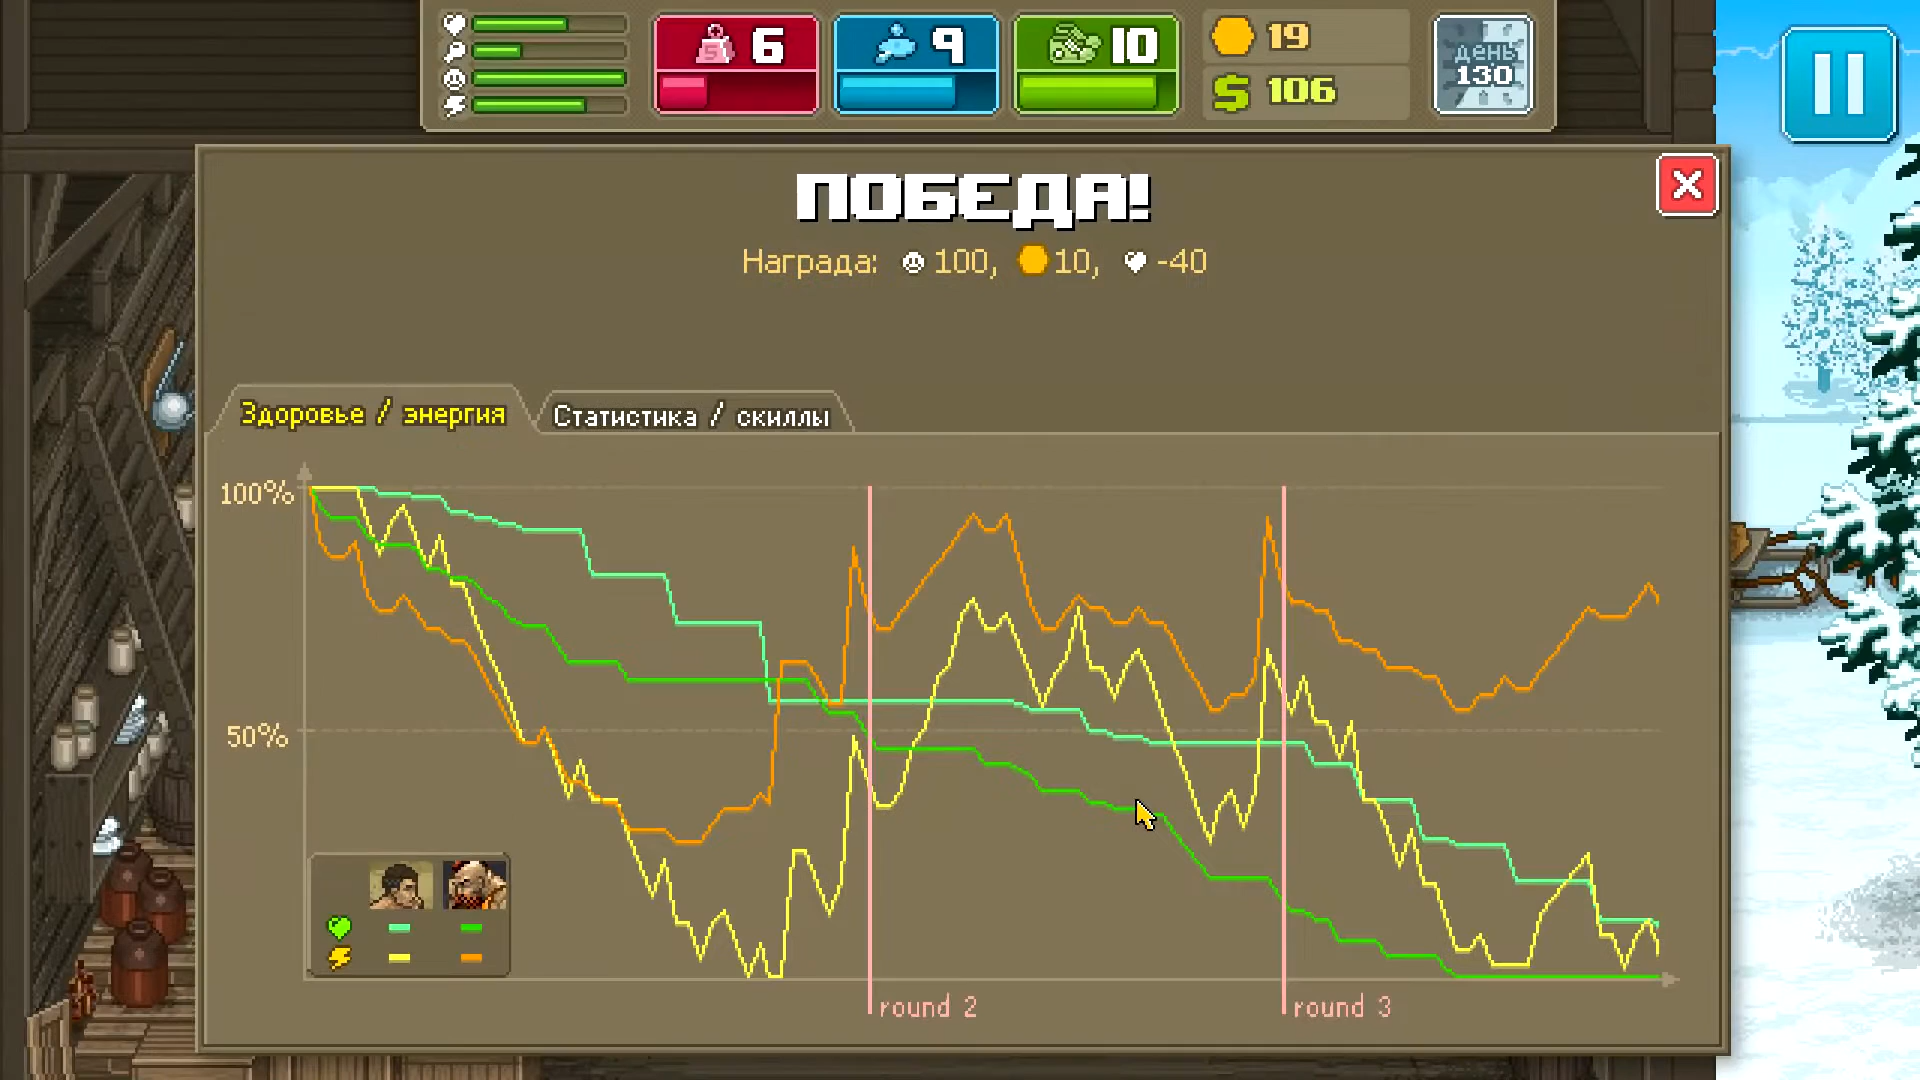 6
9
10
19
$ 106
день
130
ПОБЕДА!
Награда: 100, 10, -40
Здоровье / энергия
Статистика / скиллы
100%
50%
round 2
round 3